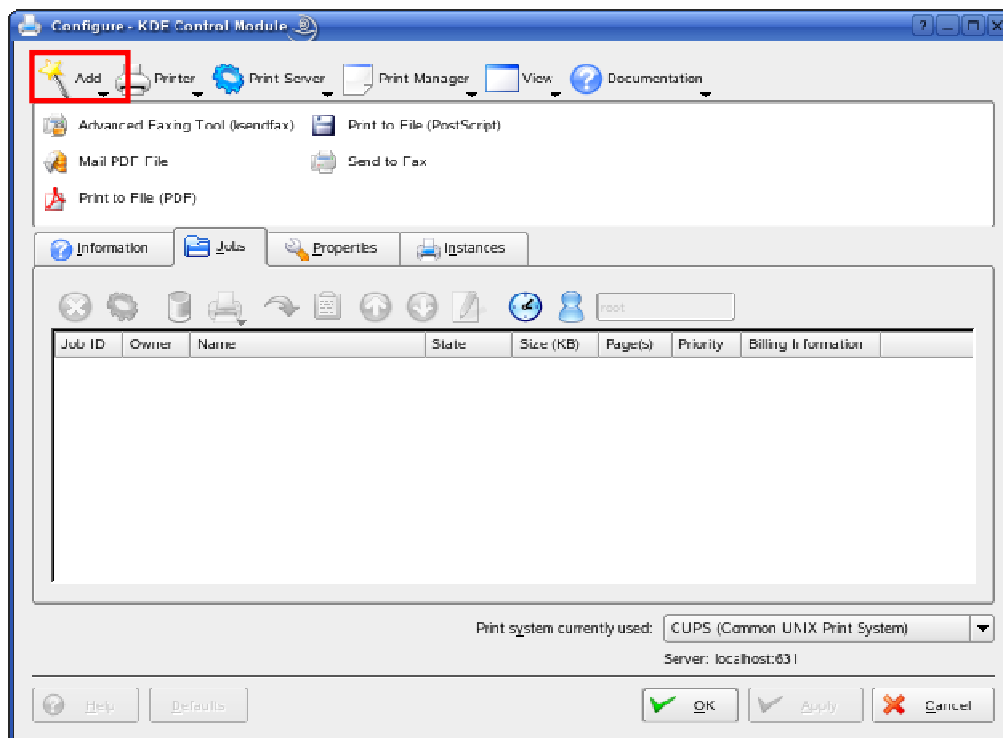 Configure - KDE Control Module
Add Printer Print Server Print Manager View Documentation
Advanced Faxing Tool (ksendfax) Print to File (PostScript)
Mail PDF File Send to Fax
Print to File (PDF)
Information Jobs Properties Instances
root
Job ID Owner Name State Size (KB) Page(s) Priority Billing Information
Print system currently used: CUPS (Common UNIX Print System)
Server: localhost:631
Help Defaults OK Apply Cancel